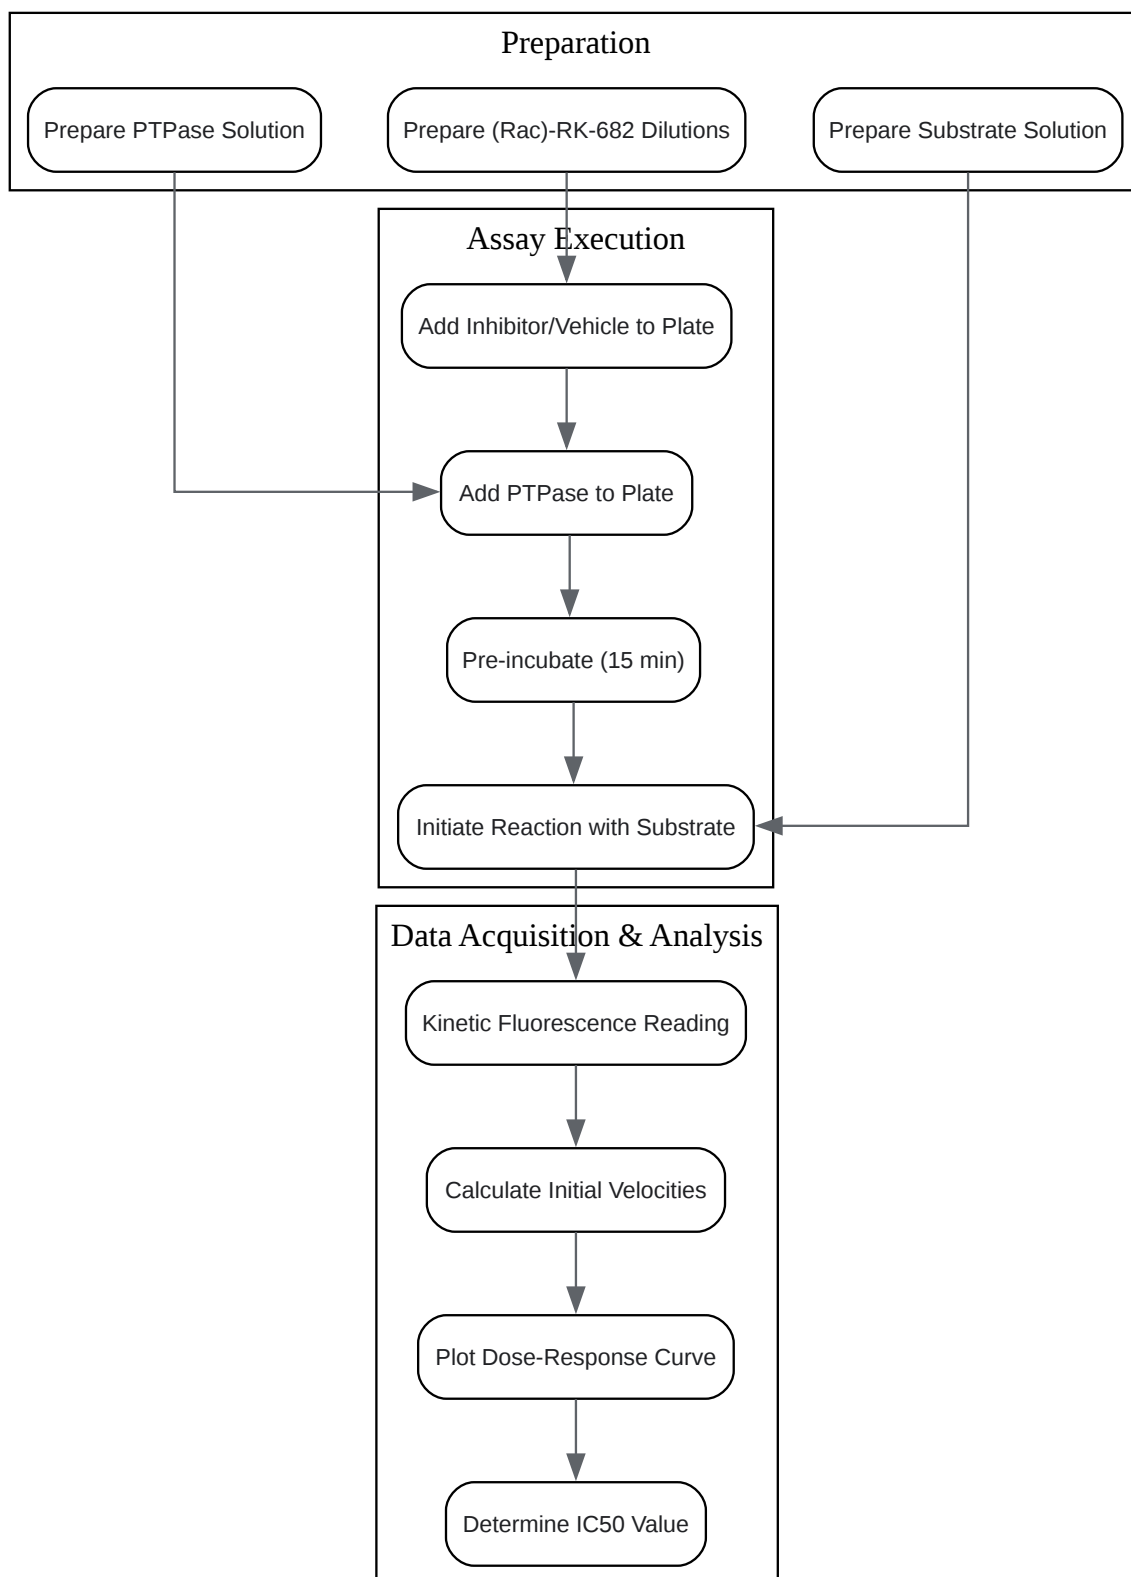 Preparation
Prepare PTPase Solution
Prepare (Rac)-RK-682 Dilutions
Prepare Substrate Solution
Assay Execution
Add Inhibitor/Vehicle to Plate
Add PTPase to Plate
Pre-incubate (15 min)
Initiate Reaction with Substrate
Data Acquisition & Analysis
Kinetic Fluorescence Reading
Calculate Initial Velocities
Plot Dose-Response Curve
Determine IC50 Value